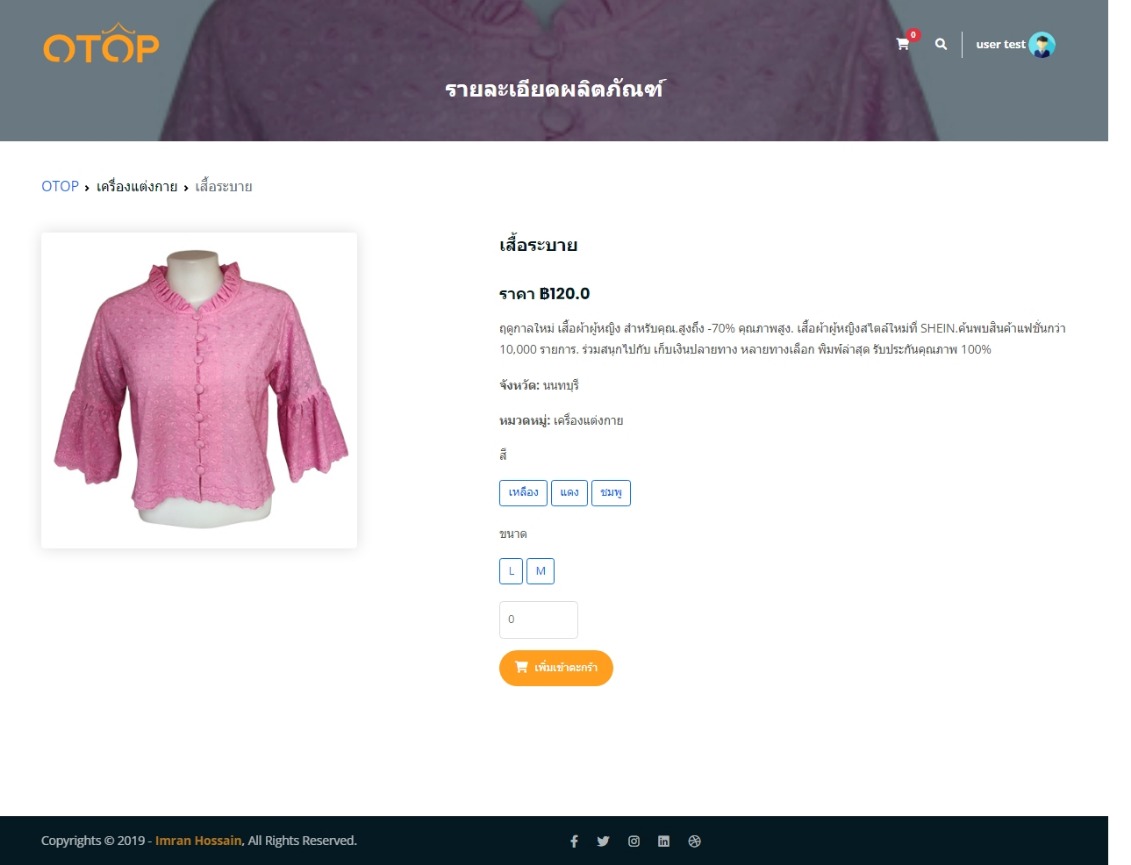 OTOP
0
user test
รายละเอียดผลิตภัณฑ์
OTOP › เครื่องแต่งกาย › เสื้อระบาย
เสื้อระบาย
ราคา ฿120.0
ฤดูกาลใหม่ เสื้อผ้าผู้หญิง สำหรับคุณ.สูงถึง -70% คุณภาพสูง. เสื้อผ้าผู้หญิงสไตล์ใหม่ที่ SHEIN.ค้นพบสินค้าแฟชั่นกว่า
10,000 รายการ. ร่วมสนุกไปกับ เก็บเงินปลายทาง หลายทางเลือก พิมพ์ล่าสุด รับประกันคุณภาพ 100%
จังหวัด: นนทบุรี
หมวดหมู่: เครื่องแต่งกาย
สี
เหลือง แดง ชมพู
ขนาด
L M
0
เพิ่มเข้าตะกร้า
Copyrights © 2019 - Imran Hossain, All Rights Reserved.